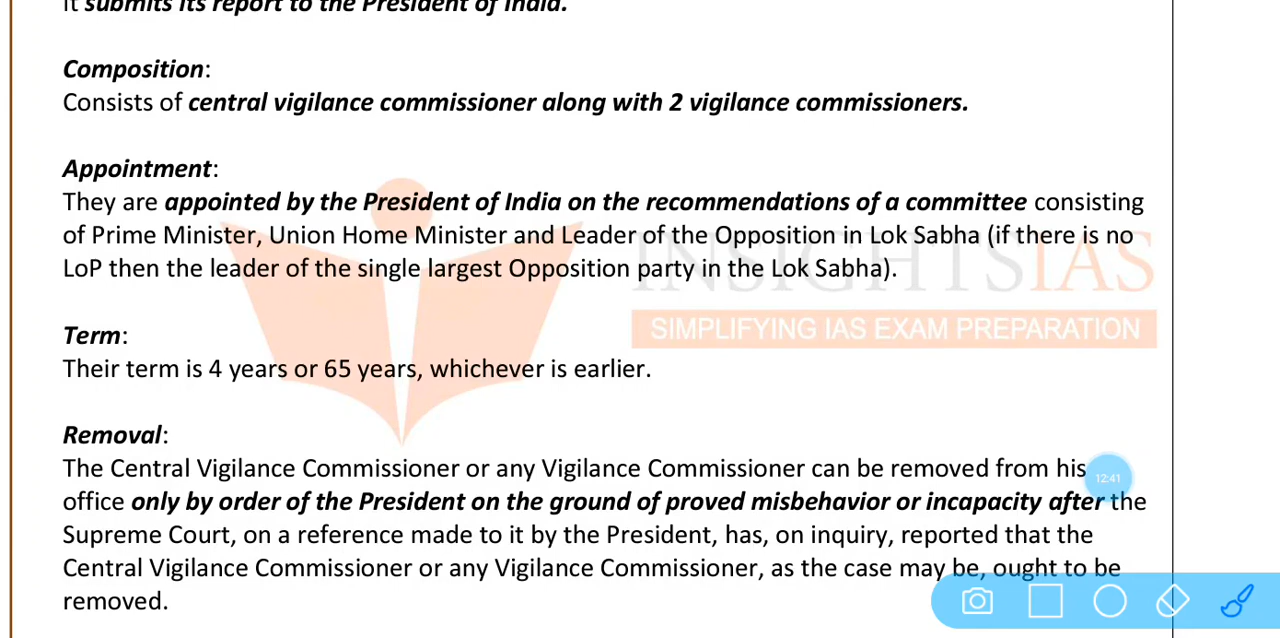 It submits its report to the President of India.
Composition:
Consists of central vigilance commissioner along with 2 vigilance commissioners.
Appointment:
They are appointed by the President of India on the recommendations of a committee consisting
of Prime Minister, Union Home Minister and Leader of the Opposition in Lok Sabha (if there is no
LoP then the leader of the single largest Opposition party in the Lok Sabha).
INSIGHTSIAS
SIMPLIFYING IAS EXAM PREPARATION
Term:
Their term is 4 years or 65 years, whichever is earlier.
Removal:
The Central Vigilance Commissioner or any Vigilance Commissioner can be removed from his
12:41
office only by order of the President on the ground of proved misbehavior or incapacity after the
Supreme Court, on a reference made to it by the President, has, on inquiry, reported that the
Central Vigilance Commissioner or any Vigilance Commissioner, as the case may be, ought to be
removed.